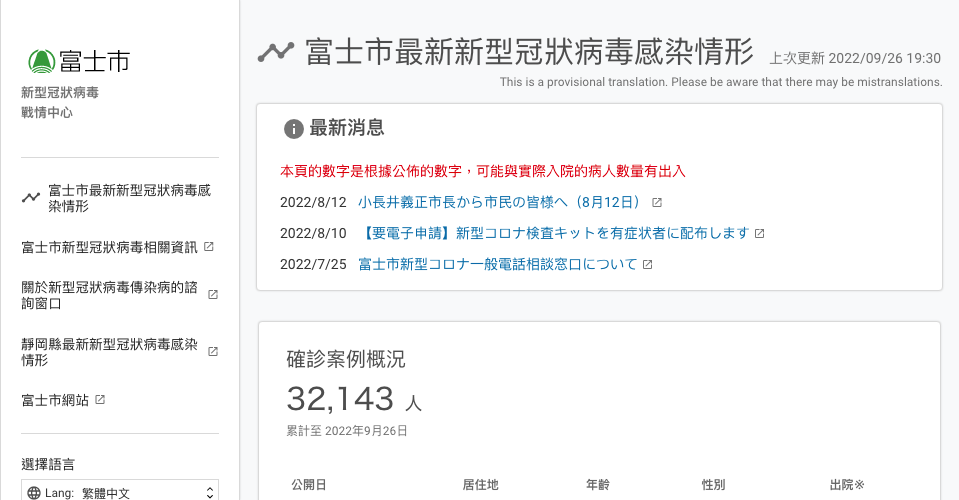 富士市
新型冠狀病毒
戰情中心
富士市最新新型冠狀病毒感
染情形
富士市新型冠狀病毒相關資訊
關於新型冠狀病毒傳染病的諮
詢窗口
靜岡縣最新新型冠狀病毒感染
情形
富士市網站
選擇語言
Lang: 繁體中文
富士市最新新型冠狀病毒感染情形
上次更新 2022/09/26 19:30
This is a provisional translation. Please be aware that there may be mistranslations.
最新消息
本頁的數字是根據公佈的數字，可能與實際入院的病人數量有出入
2022/8/12 小長井義正市長から市民の皆様へ（8月12日）
2022/8/10 【要電子申請】新型コロナ検査キットを有症状者に配布します
2022/7/25 富士市新型コロナ一般電話相談窓口について
確診案例概況
32,143 人
累計至 2022年9月26日
公開日 居住地 年齡 性別 出院※